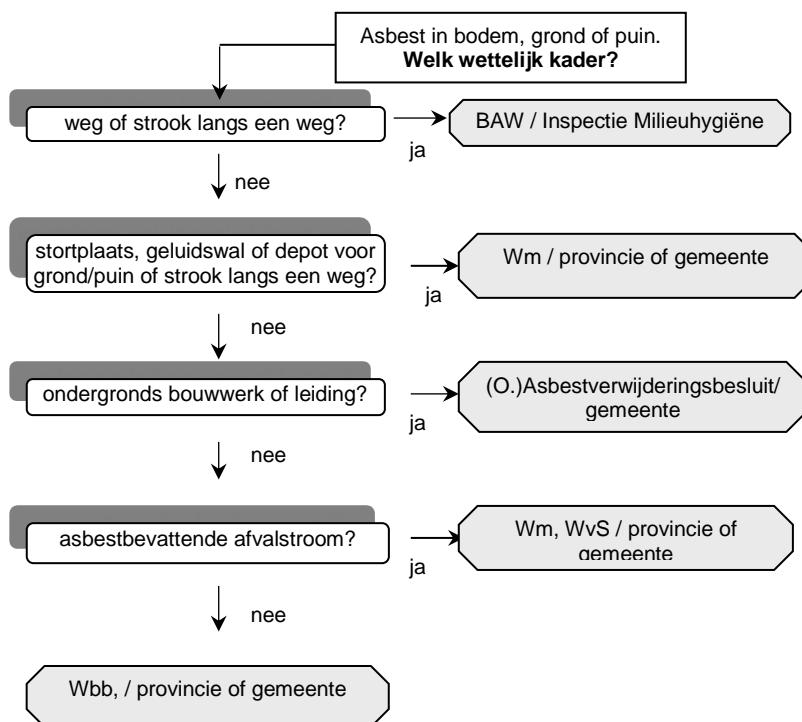 Asbest in bodem, grond of puin.
Welk wettelijk kader?
weg of strook langs een weg?
ja
BAW / Inspectie Milieuhygiëne
nee
stortplaats, geluidswal of depot voor
grond/puin of strook langs een weg?
ja
Wm / provincie of gemeente
nee
ondergronds bouwwerk of leiding?
ja
(O.)Asbestverwijderingsbesluit/
gemeente
nee
asbestbevattende afvalstroom?
ja
Wm, WvS / provincie of
gemeente
nee
Wbb, / provincie of gemeente